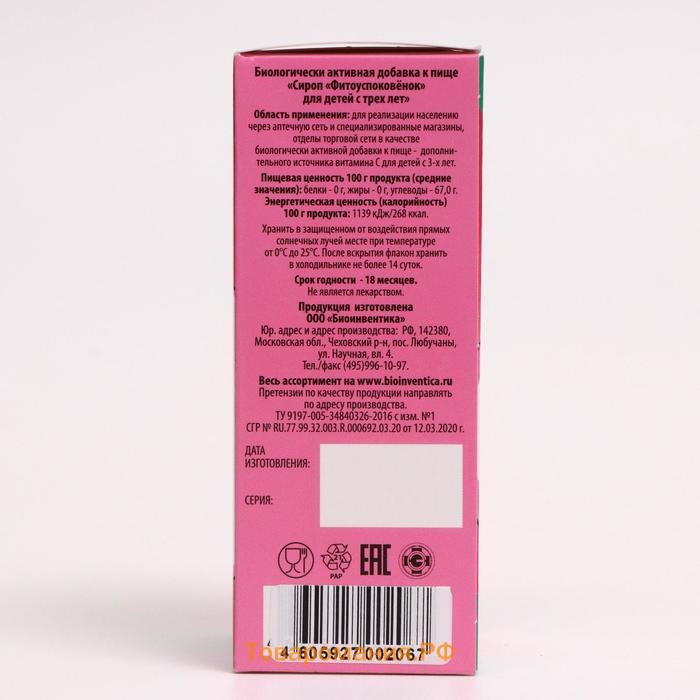 Биологически активная добавка к пище
«Сироп «Фитоуспоковёнок»
для детей с трех лет»
Область применения: для реализации населению
через аптечную сеть и специализированные магазины,
отделы торговой сети в качестве
биологически активной добавки к пище - дополни-
тельного источника витамина С для детей с 3-х лет.
Пищевая ценность 100 г продукта (средние
значения): белки - 0 г, жиры - 0 г, углеводы - 67,0 г.
Энергетическая ценность (калорийность)
100 г продукта: 1139 кДж/268 ккал.
Хранить в защищенном от воздействия прямых
солнечных лучей месте при температуре
от 0°С до 25°С. После вскрытия флакон хранить
в холодильнике не более 14 суток.
Срок годности - 18 месяцев.
Не является лекарством.
Продукция изготовлена
ООО «Биоинвентика»
Юр. адрес и адрес производства: РФ, 142380,
Московская обл., Чеховский р-н, пос. Любучаны,
ул. Научная, вл. 4.
Тел./факс (495)996-10-97.
Весь ассортимент на www.bioinventica.ru
Претензии по качеству продукции направлять
по адресу производства.
ТУ 9197-005-34840326-2016 с изм. №1
СГР № RU.77.99.32.003.R.000692.03.20 от 12.03.2020 г.
ДАТА
ИЗГОТОВЛЕНИЯ:
СЕРИЯ:
21
PAP
EAC
4 605927 002067
Товаромания.РФ